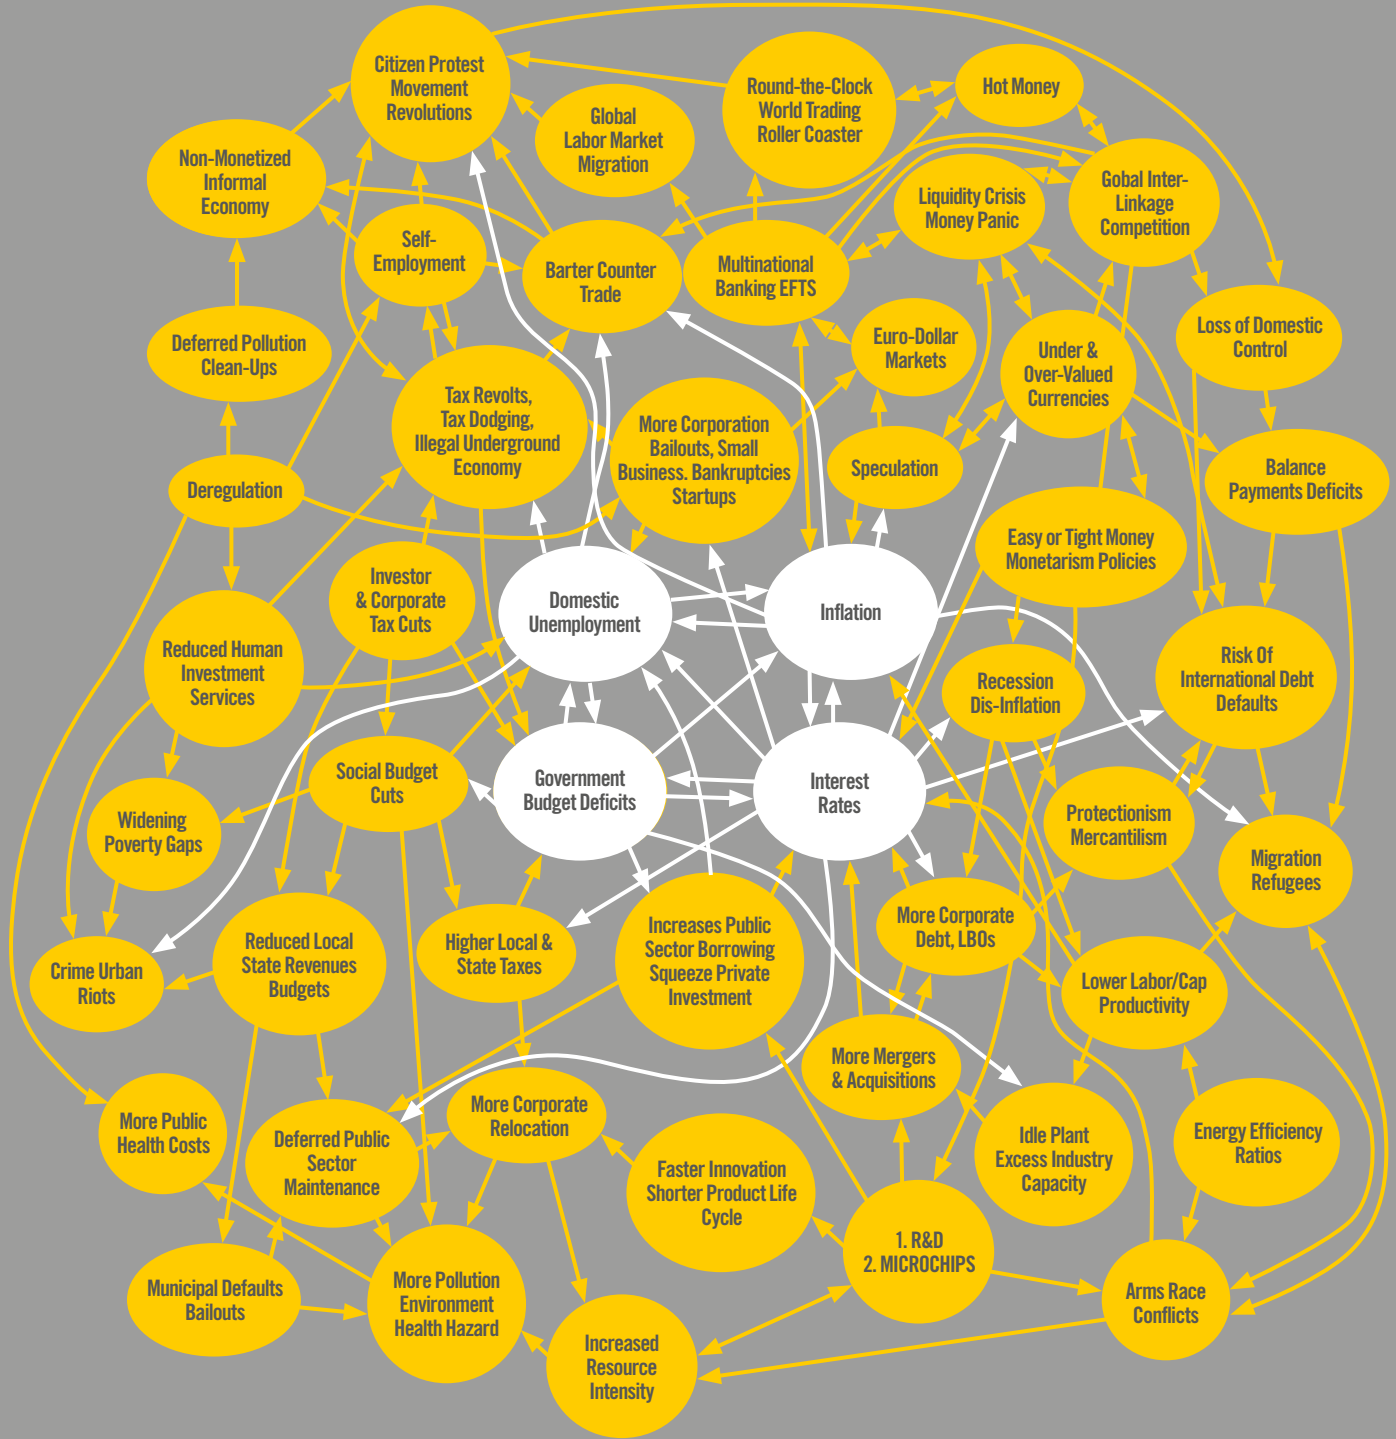 Citizen Protest
Movement
Revolutions
Round-the-Clock
World Trading
Roller Coaster
Hot Money
Global
Labor Market
Migration
Non-Monetized
Informal
Economy
Liquidity Crisis
Money Panic
Gobal Inter-
Linkage
Competition
Self-
Employment
Barter Counter
Trade
Multinational
Banking EFTS
Deferred Pollution
Clean-Ups
Euro-Dollar
Markets
Under &
Over-Valued
Currencies
Loss of Domestic
Control
Tax Revolts,
Tax Dodging,
Illegal Underground
Economy
More Corporation
Bailouts, Small
Business. Bankruptcies
Startups
Speculation
Balance
Payments Deficits
Deregulation
Easy or Tight Money
Monetarism Policies
Investor
& Corporate
Tax Cuts
Domestic
Unemployment
Inflation
Reduced Human
Investment
Services
Recession
Dis-Inflation
Risk Of
International Debt
Defaults
Social Budget
Cuts
Government
Budget Deficits
Interest
Rates
Widening
Poverty Gaps
Protectionism
Mercantilism
Migration
Refugees
Crime Urban
Riots
Reduced Local
State Revenues
Budgets
Higher Local &
State Taxes
Increases Public
Sector Borrowing
Squeeze Private
Investment
More Corporate
Debt, LBOs
Lower Labor/Cap
Productivity
More Mergers
& Acquisitions
More Public
Health Costs
Deferred Public
Sector
Maintenance
More Corporate
Relocation
Faster Innovation
Shorter Product Life
Cycle
Idle Plant
Excess Industry
Capacity
Energy Efficiency
Ratios
1. R&D
2. MICROCHIPS
Municipal Defaults
Bailouts
More Pollution
Environment
Health Hazard
Increased
Resource
Intensity
Arms Race
Conflicts